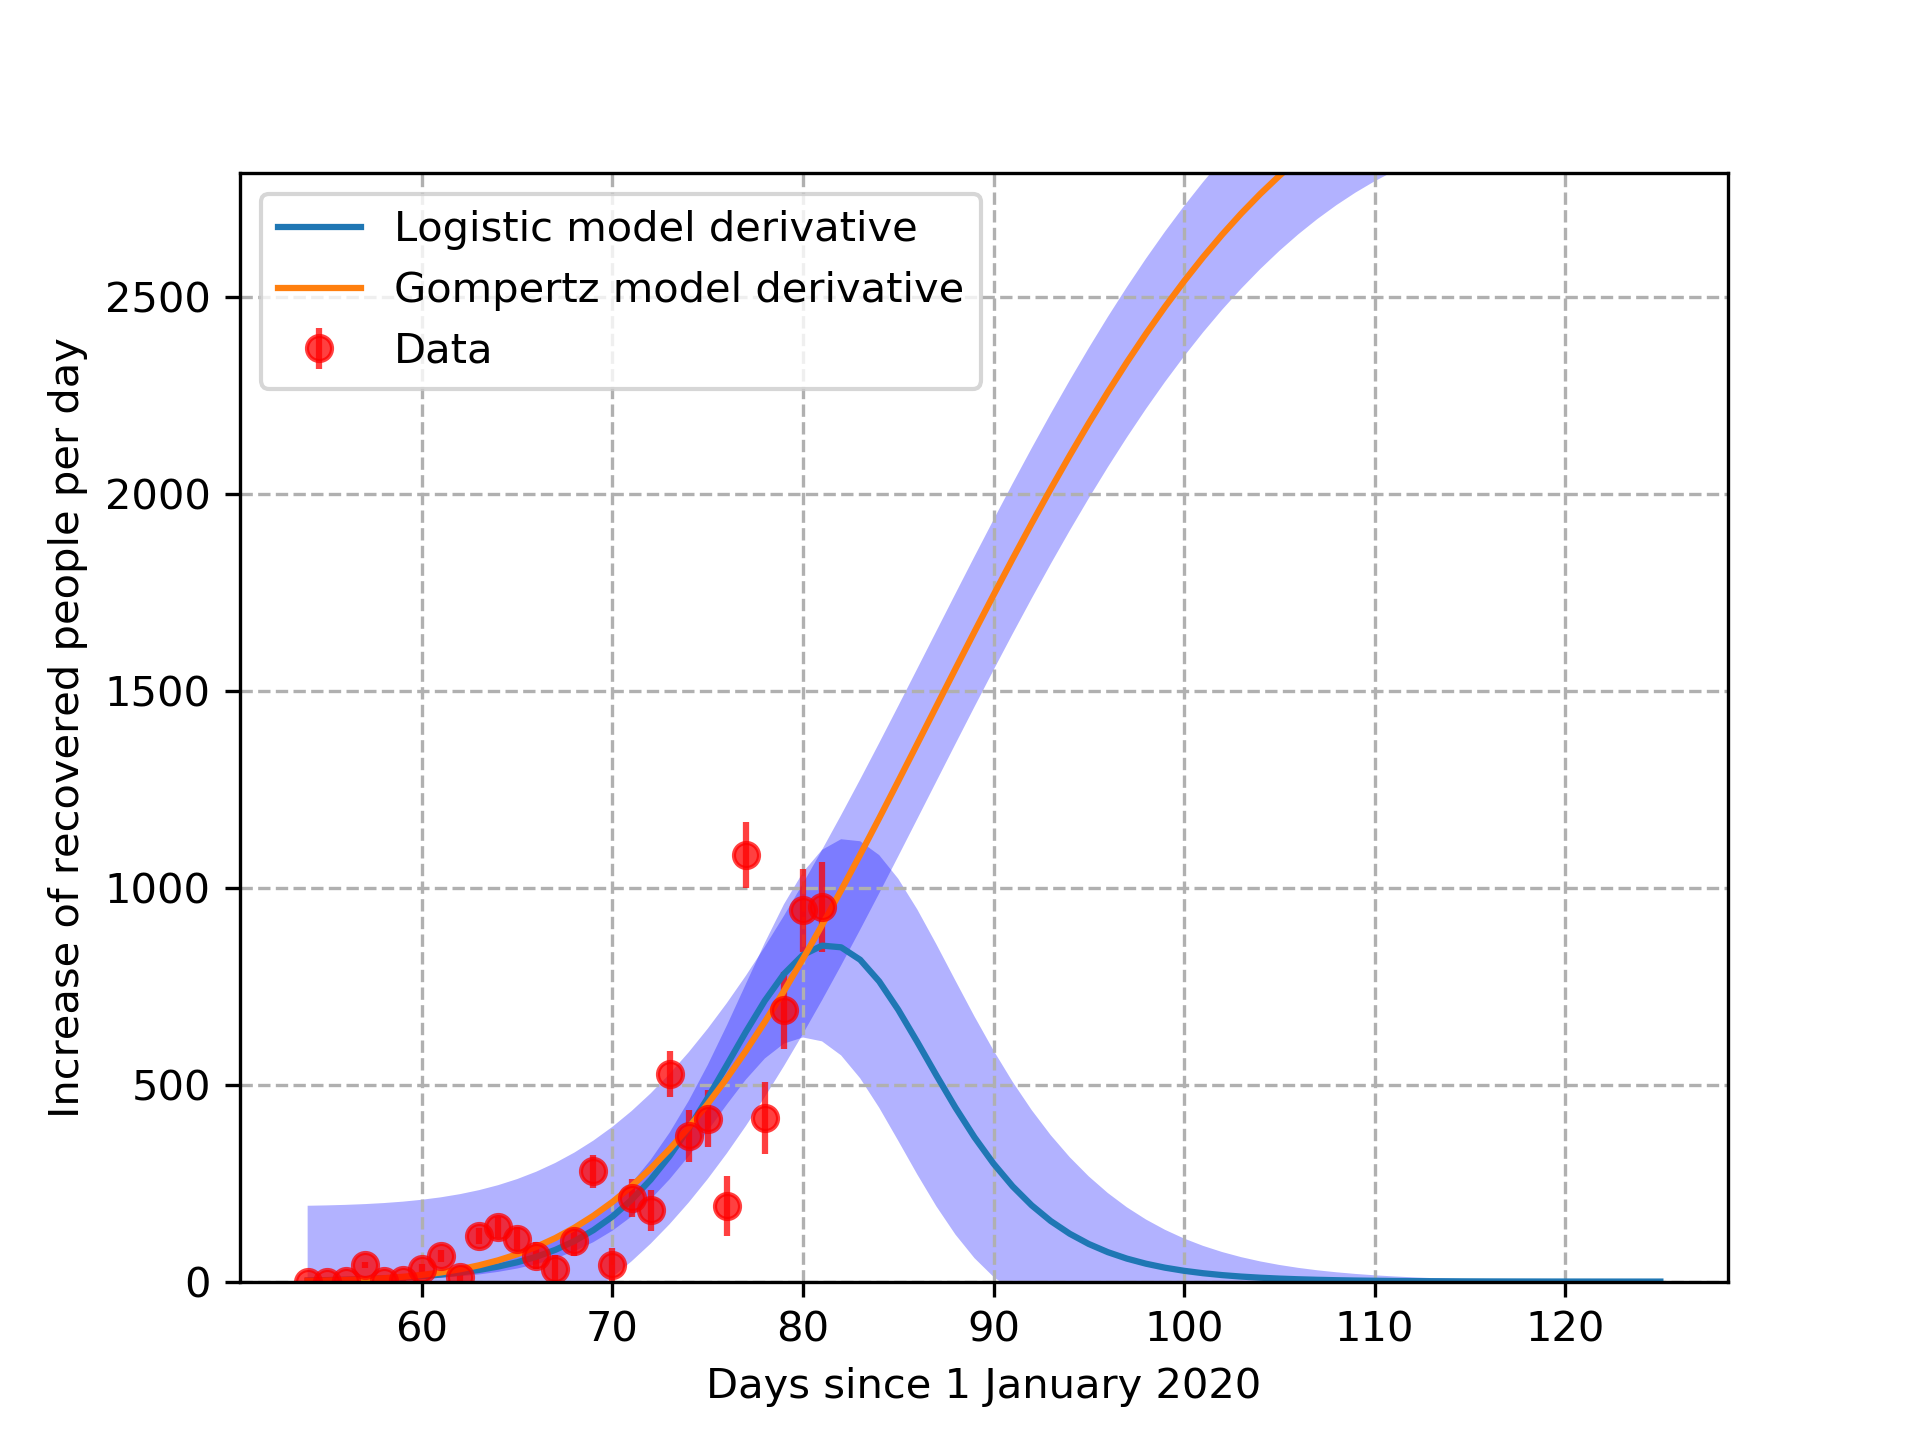 Logistic model derivative
Gompertz model derivative
Data
Increase of recovered people per day
2500
2000
1500
1000
500
0
60 70 80 90 100 110 120
Days since 1 January 2020